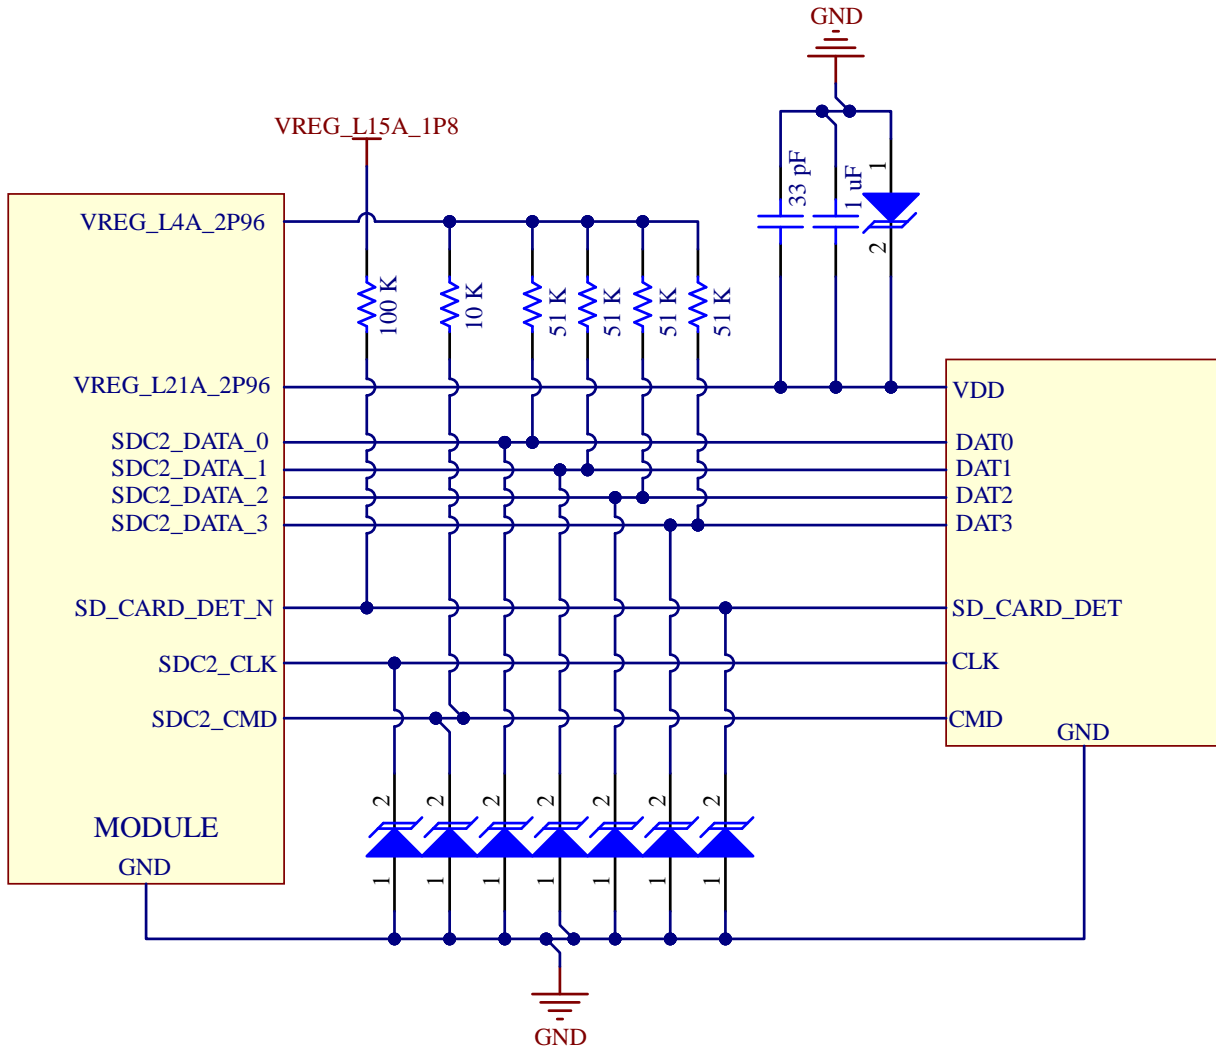 GND
VREG_L15A_1P8
VREG_L4A_2P96
33 pF
1 uF
1
2
100 K
10 K
51 K
51 K
51 K
51 K
VREG_L21A_2P96
VDD
SDC2_DATA_0
DAT0
SDC2_DATA_1
DAT1
SDC2_DATA_2
DAT2
SDC2_DATA_3
DAT3
SD_CARD_DET_N
SD_CARD_DET
SDC2_CLK
CLK
SDC2_CMD
CMD
GND
2
2
2
2
2
2
2
MODULE
GND
1
1
1
1
1
1
1
GND